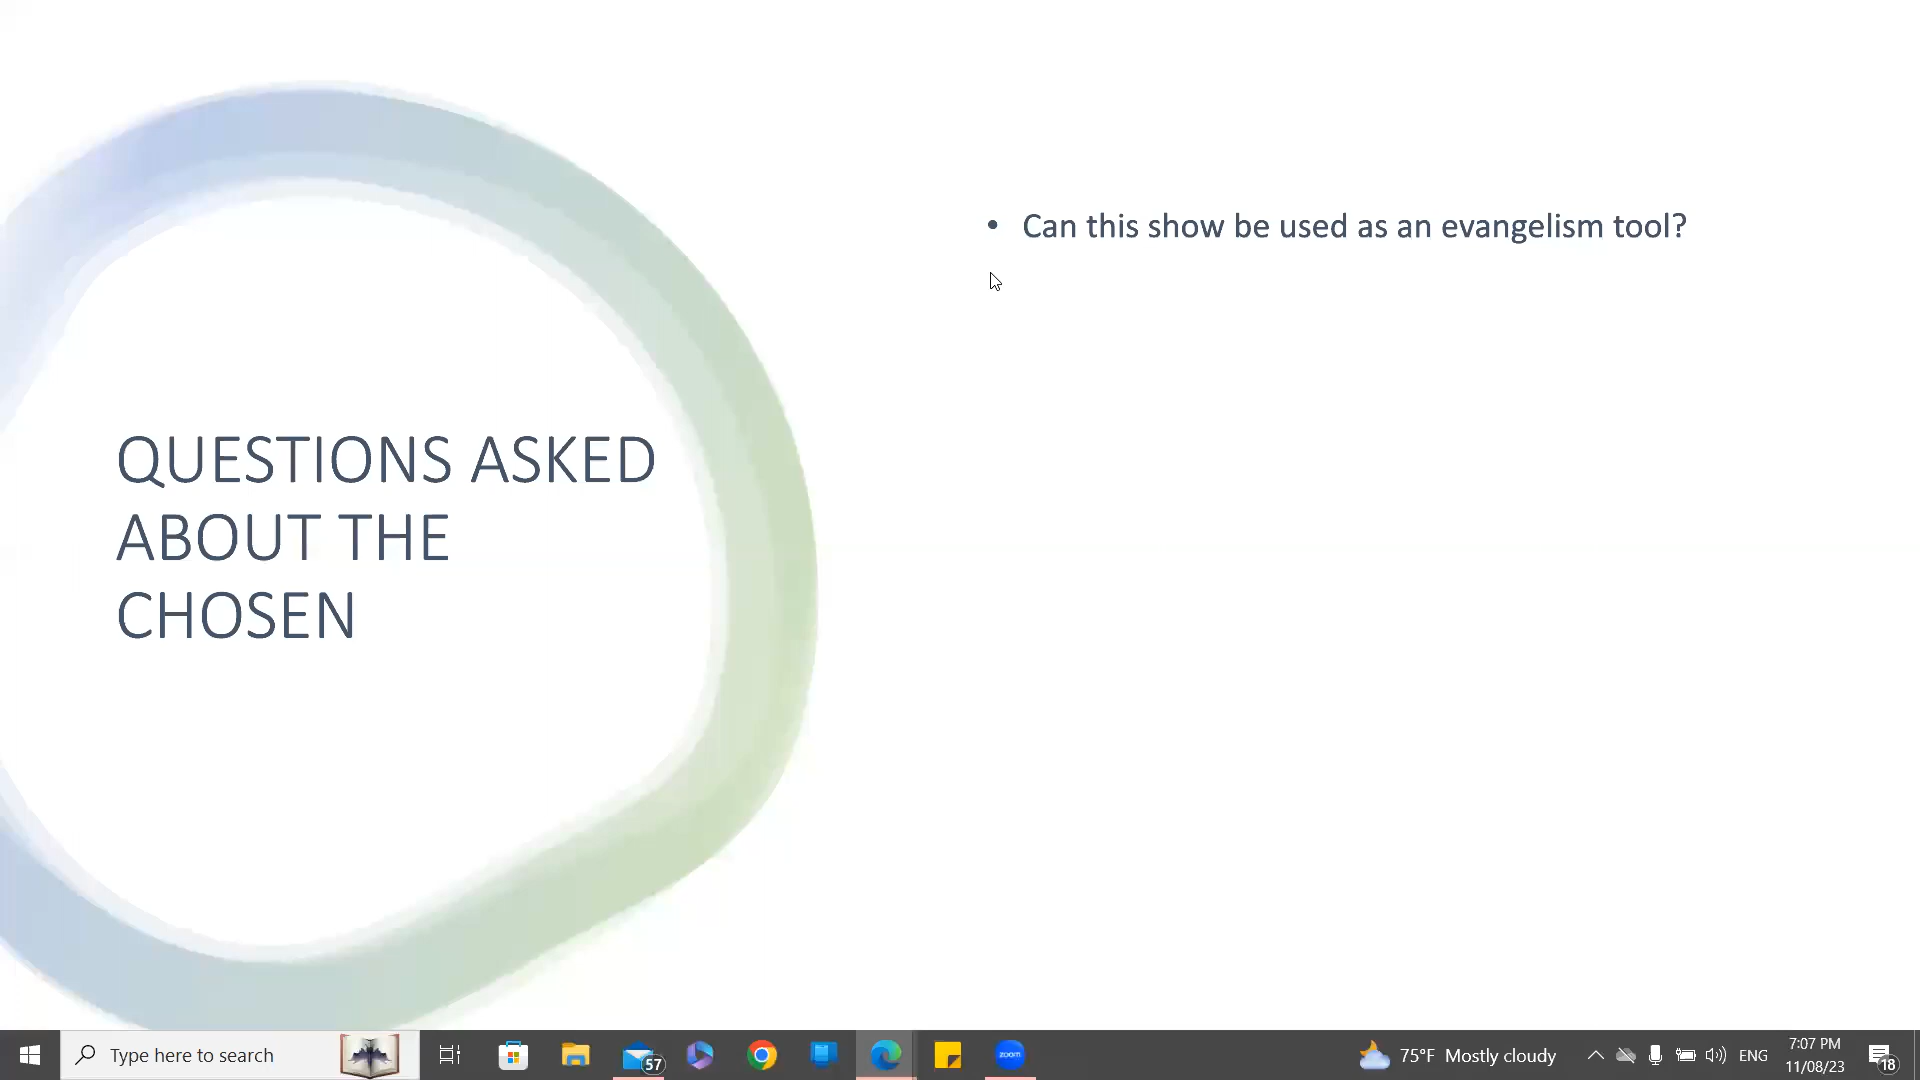 • Can this show be used as an evangelism tool?
QUESTIONS ASKED
ABOUT THE
CHOSEN
Type here to search
57
zoom
75°F Mostly cloudy
ENG
7:07 PM
11/08/23
18